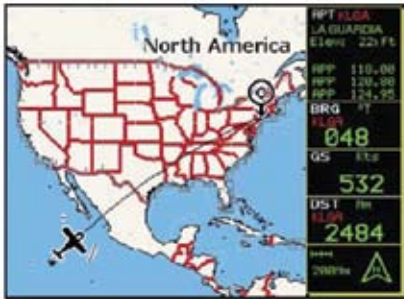 North America
APT KLGA
LA GUARDIA
Elev: 22ft
APP 118.00
APP 120.80
APP 124.95
BRG °T
KLGA
048
GS Kts
532
DST Nm
KLGA
2484
200Nm
N